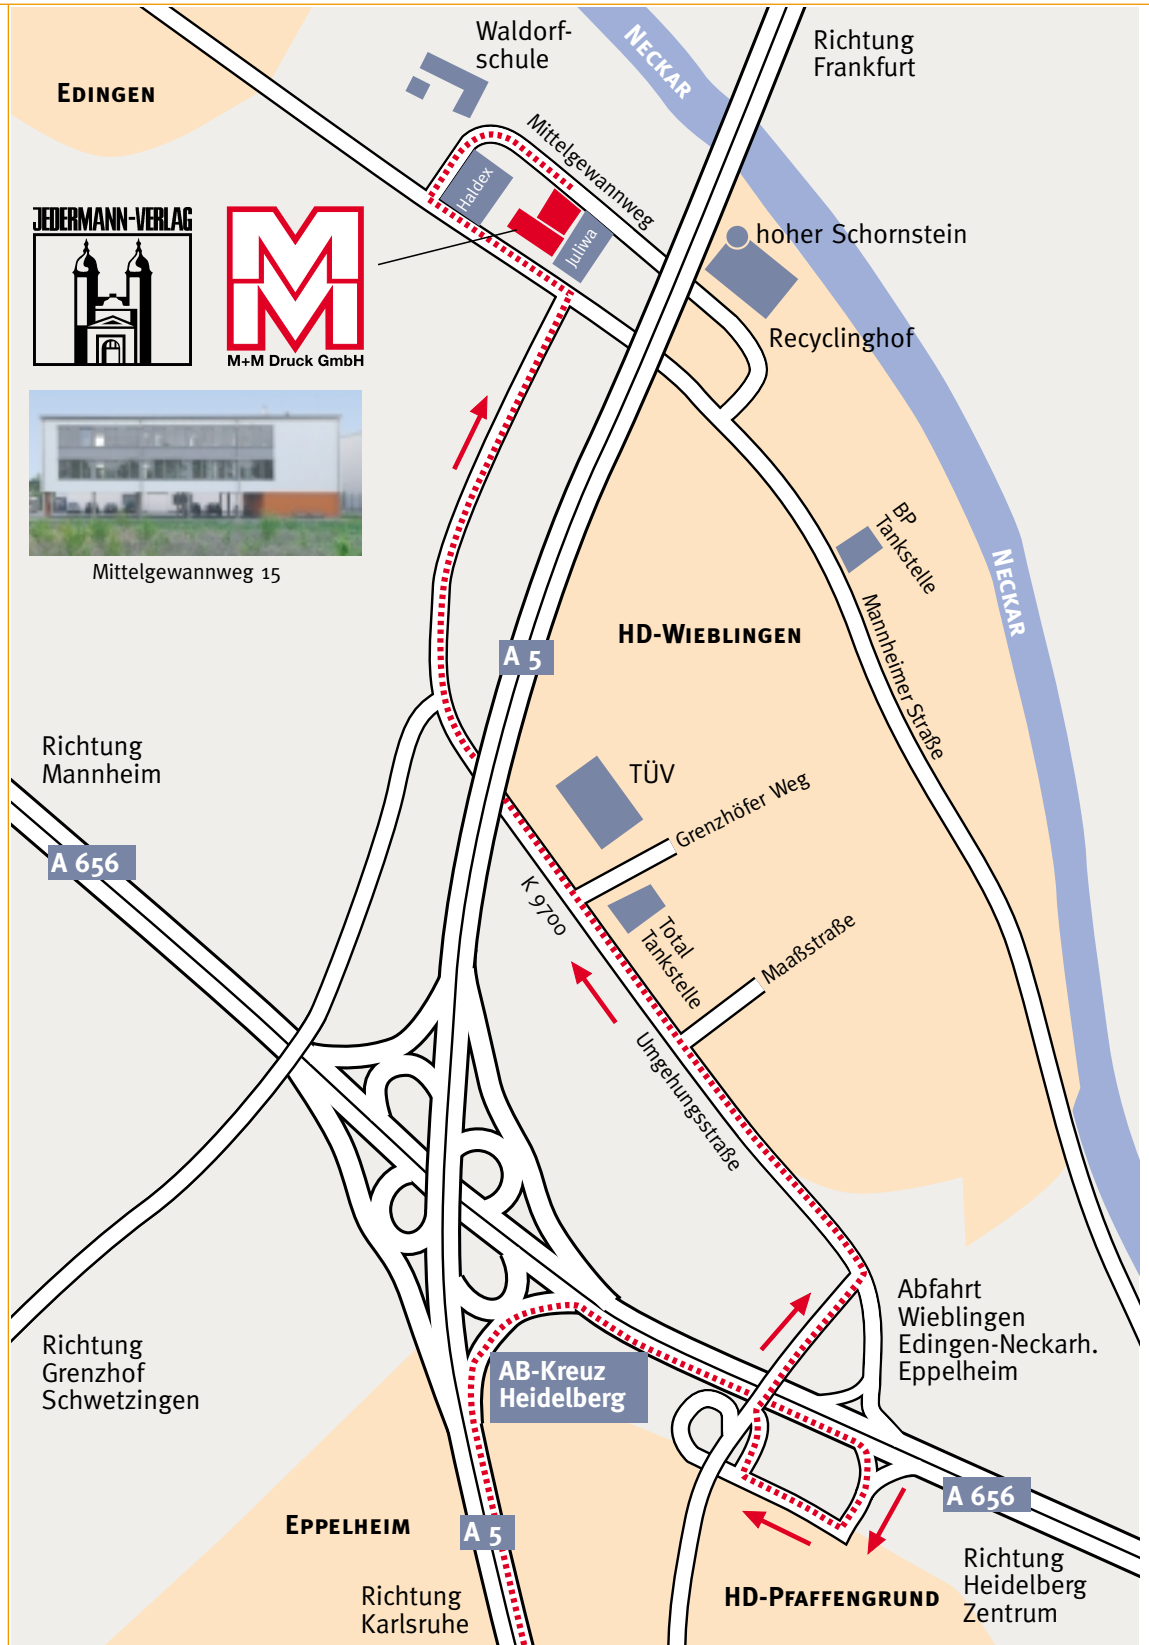 Waldorf-
schule
NECKAR
Richtung
Frankfurt
EDINGEN
Mittelgewannweg
Haldex
Juliwa
JEDERMANN-VERLAG
M
M
M+M Druck GmbH
hoher Schornstein
Recyclinghof
Mittelgewannweg 15
BP
Tankstelle
NECKAR
Mannheimer Straße
HD-WIEBLINGEN
A 5
Richtung
Mannheim
TÜV
Grenzhöfer Weg
A 656
K 9700
Total
Tankstelle
Maaßstraße
Umgehungsstraße
Abfahrt
Wieblingen
Edingen-Neckarh.
Eppelheim
Richtung
Grenzhof
Schwetzingen
AB-Kreuz
Heidelberg
A 656
EPPELHEIM
A 5
Richtung
Karlsruhe
HD-PFAFFENGRUND
Richtung
Heidelberg
Zentrum